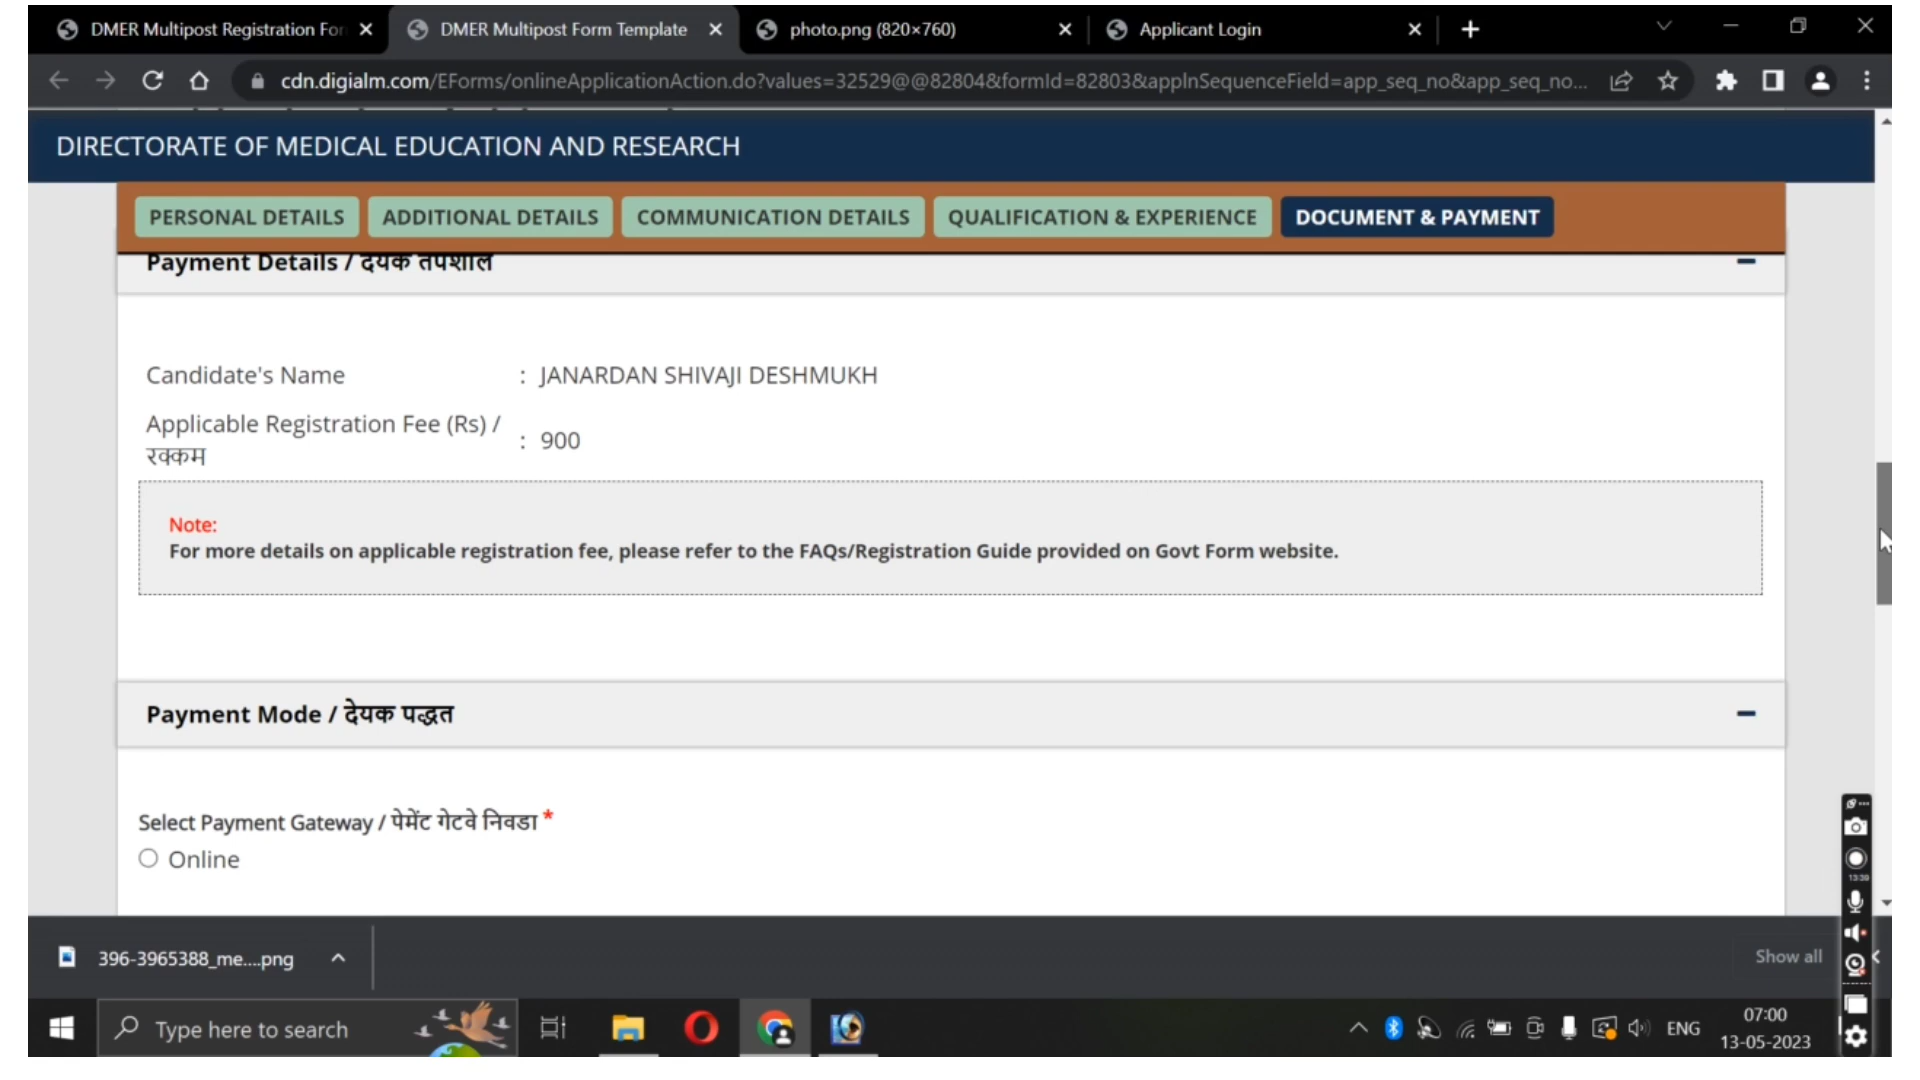 DMER Multipost Registration For
DMER Multipost Form Template
photo.png (820×760)
Applicant Login
cdn.digialm.com/EForms/onlineApplicationAction.do?values=32529@@82804&formId=82803&applnSequenceField=app_seq_no&app_seq_no...
DIRECTORATE OF MEDICAL EDUCATION AND RESEARCH
PERSONAL DETAILS
ADDITIONAL DETAILS
COMMUNICATION DETAILS
QUALIFICATION & EXPERIENCE
DOCUMENT & PAYMENT
Payment Details / देयक तपशील
Candidate's Name : JANARDAN SHIVAJI DESHMUKH
Applicable Registration Fee (Rs) /
रक्कम
: 900
Note:
For more details on applicable registration fee, please refer to the FAQs/Registration Guide provided on Govt Form website.
Payment Mode / देयक पद्धत
Select Payment Gateway / पेमेंट गेटवे निवडा *
Online
13:39
396-3965388_me....png
Show all
Type here to search
ENG
07:00
13-05-2023